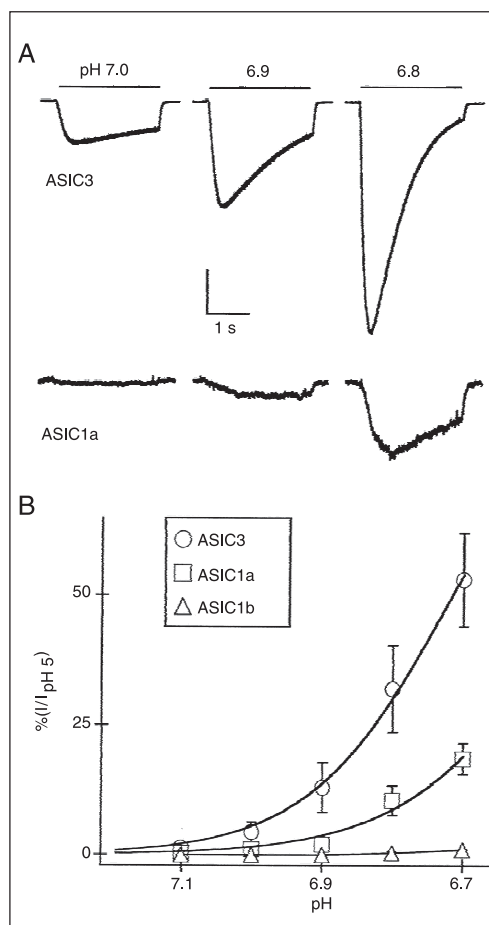 A
pH 7.0 6.9 6.8
ASIC3
1 s
ASIC1a
B
ASIC3
ASIC1a
ASIC1b
50
25
0
%(I/I pH 5)
7.1 6.9 6.7
pH